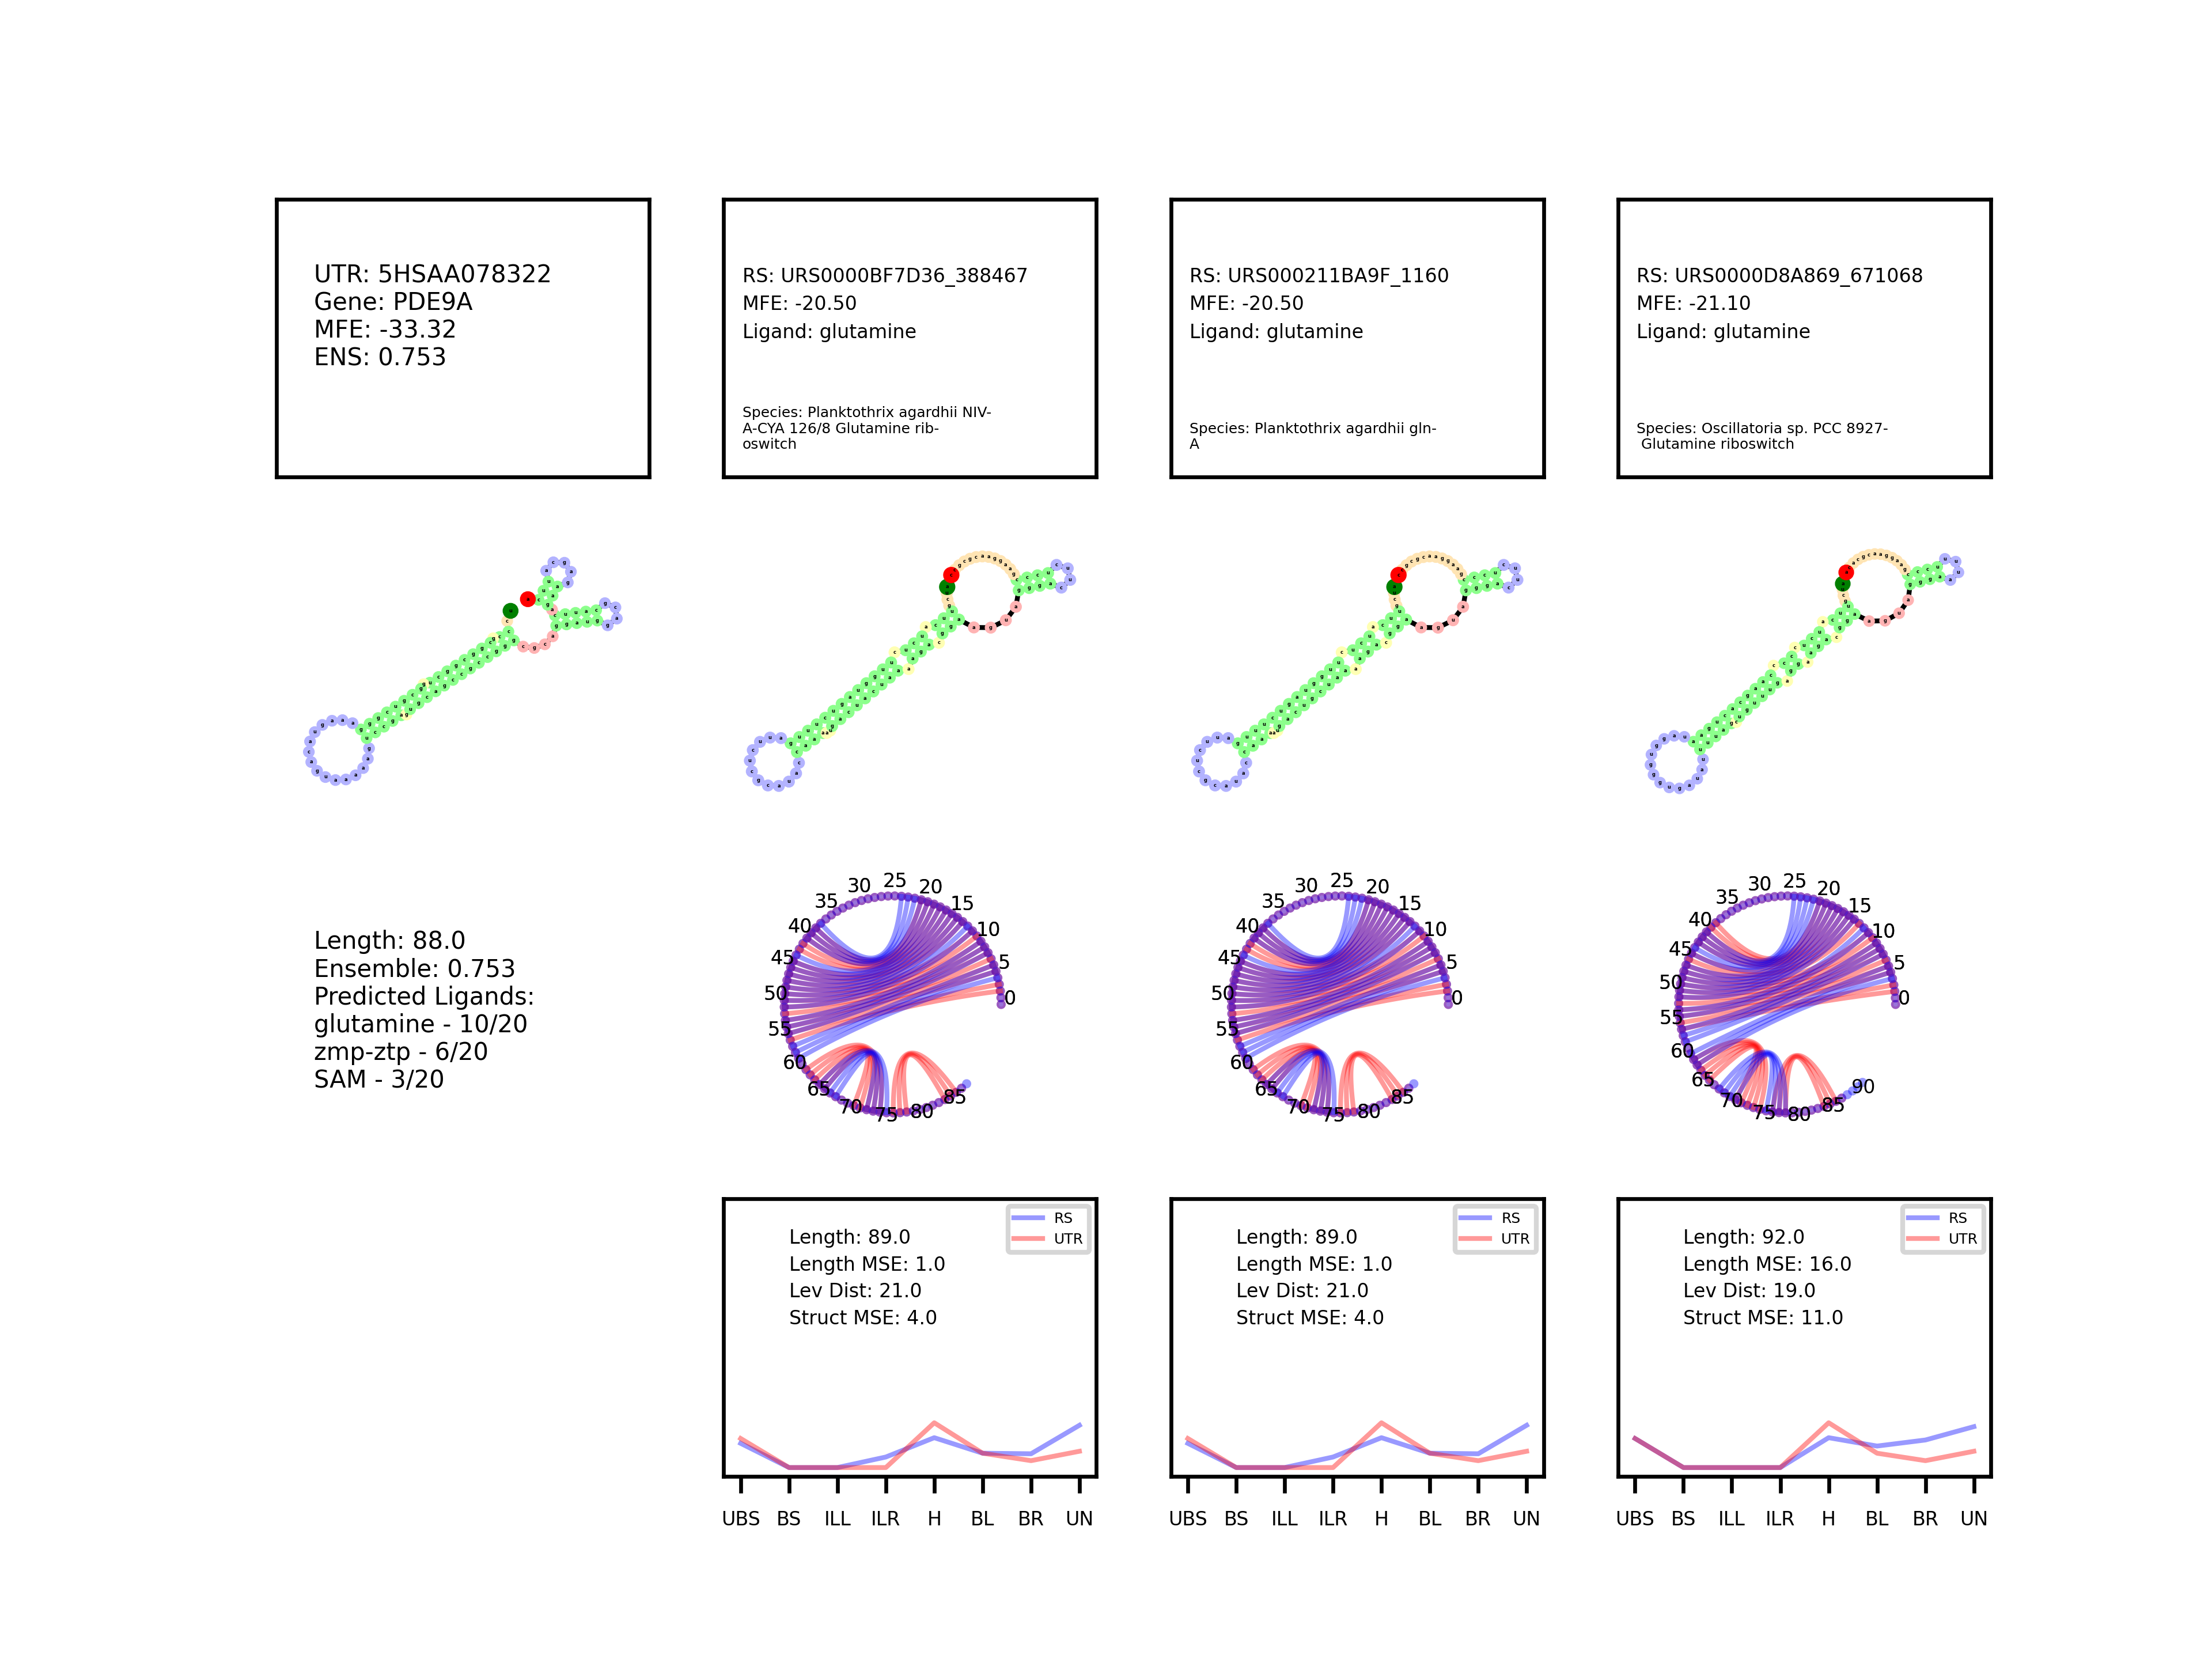 UTR: 5HSAA078322
Gene: PDE9A
MFE: -33.32
ENS: 0.753
RS: URS0000BF7D36_388467
MFE: -20.50
Ligand: glutamine
Species: Planktothrix agardhii NIV-
A-CYA 126/8 Glutamine rib-
oswitch
RS: URS000211BA9F_1160
MFE: -20.50
Ligand: glutamine
Species: Planktothrix agardhii gln-
A
RS: URS0000D8A869_671068
MFE: -21.10
Ligand: glutamine
Species: Oscillatoria sp. PCC 8927-
Glutamine riboswitch
Length: 88.0
Ensemble: 0.753
Predicted Ligands:
glutamine - 10/20
zmp-ztp - 6/20
SAM - 3/20
0 5 10 15 20 25 30 35 40 45 50 55 60 65 70 75 80 85
0 5 10 15 20 25 30 35 40 45 50 55 60 65 70 75 80 85
0 5 10 15 20 25 30 35 40 45 50 55 60 65 70 75 80 85 90
RS
UTR
Length: 89.0
Length MSE: 1.0
Lev Dist: 21.0
Struct MSE: 4.0
UBS BS ILL ILR H BL BR UN
RS
UTR
Length: 89.0
Length MSE: 1.0
Lev Dist: 21.0
Struct MSE: 4.0
UBS BS ILL ILR H BL BR UN
RS
UTR
Length: 92.0
Length MSE: 16.0
Lev Dist: 19.0
Struct MSE: 11.0
UBS BS ILL ILR H BL BR UN